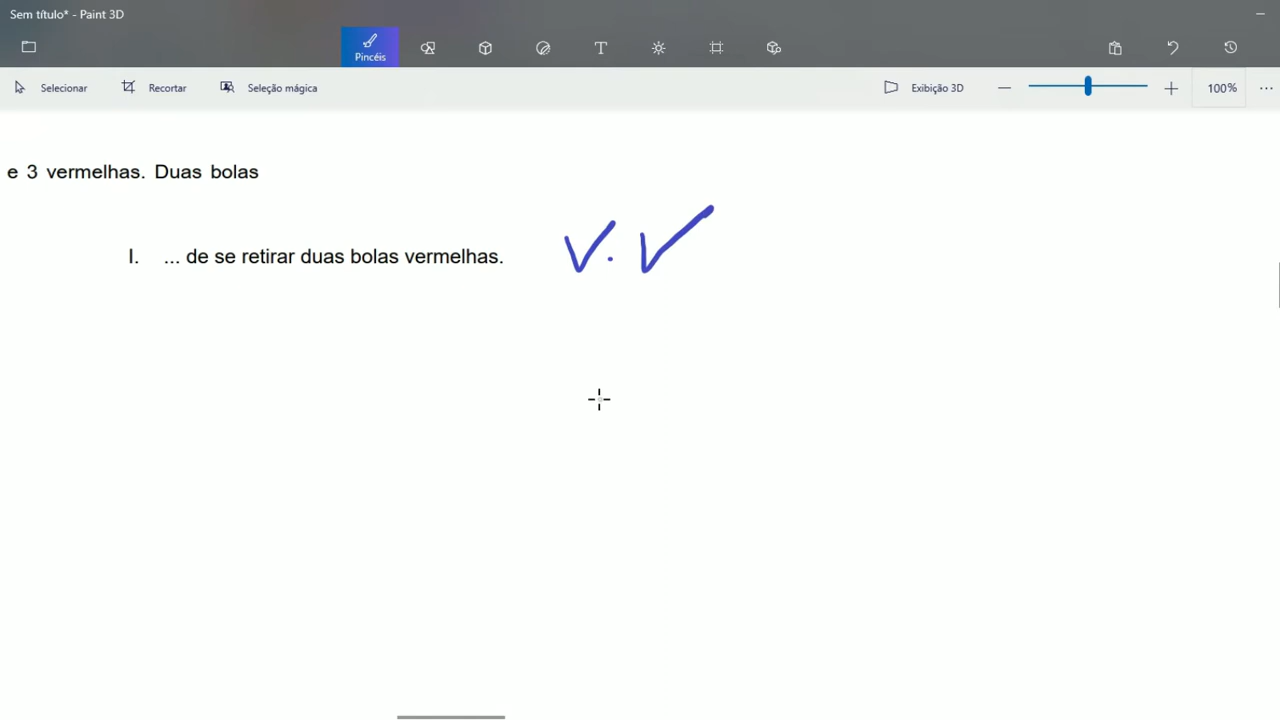 Sem título* - Paint 3D
Pincéis
Selecionar Recortar Seleção mágica Exibição 3D 100%
e 3 vermelhas. Duas bolas
I. ... de se retirar duas bolas vermelhas. V. V